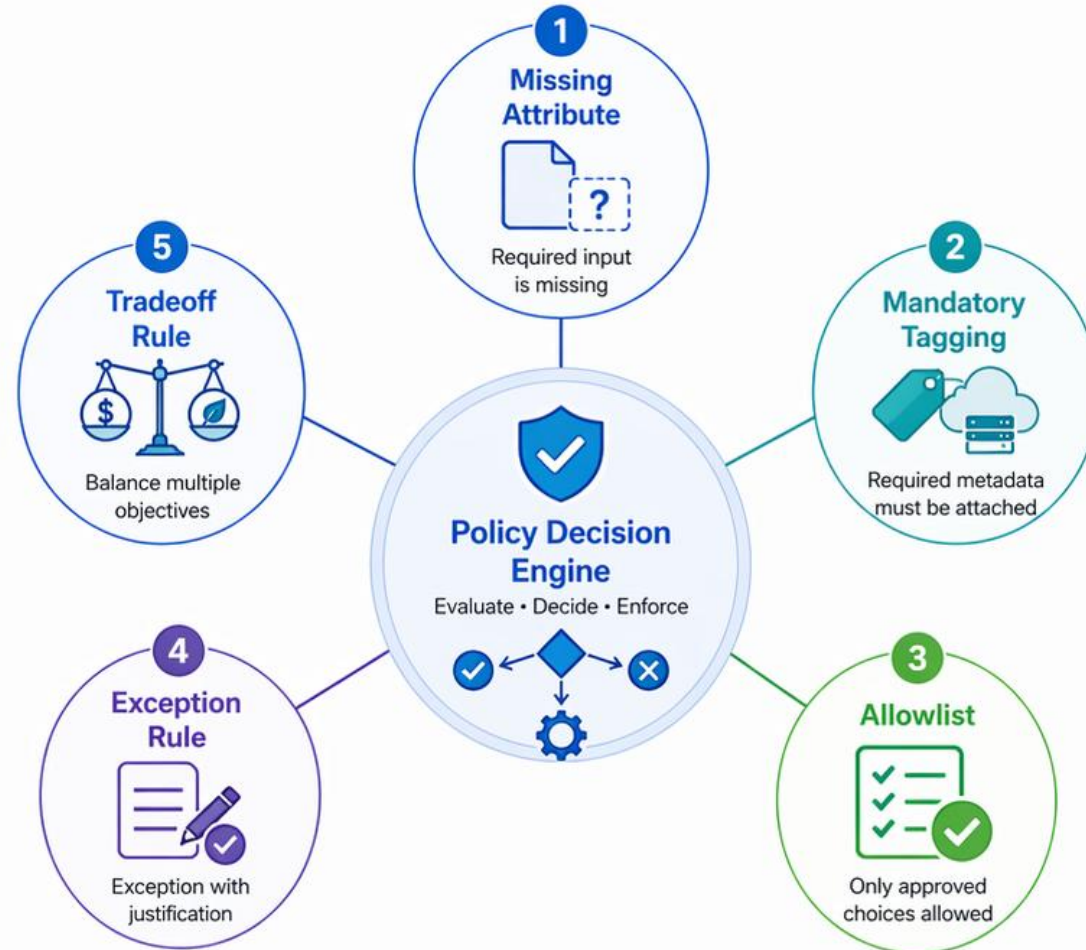 1
Missing
Attribute
?
Required input
is missing
2
Mandatory
Tagging
Required metadata
must be attached
3
Allowlist
Only approved
choices allowed
4
Exception
Rule
Exception with
justification
5
Tradeoff
Rule
$
Balance multiple
objectives
Policy Decision
Engine
Evaluate • Decide • Enforce